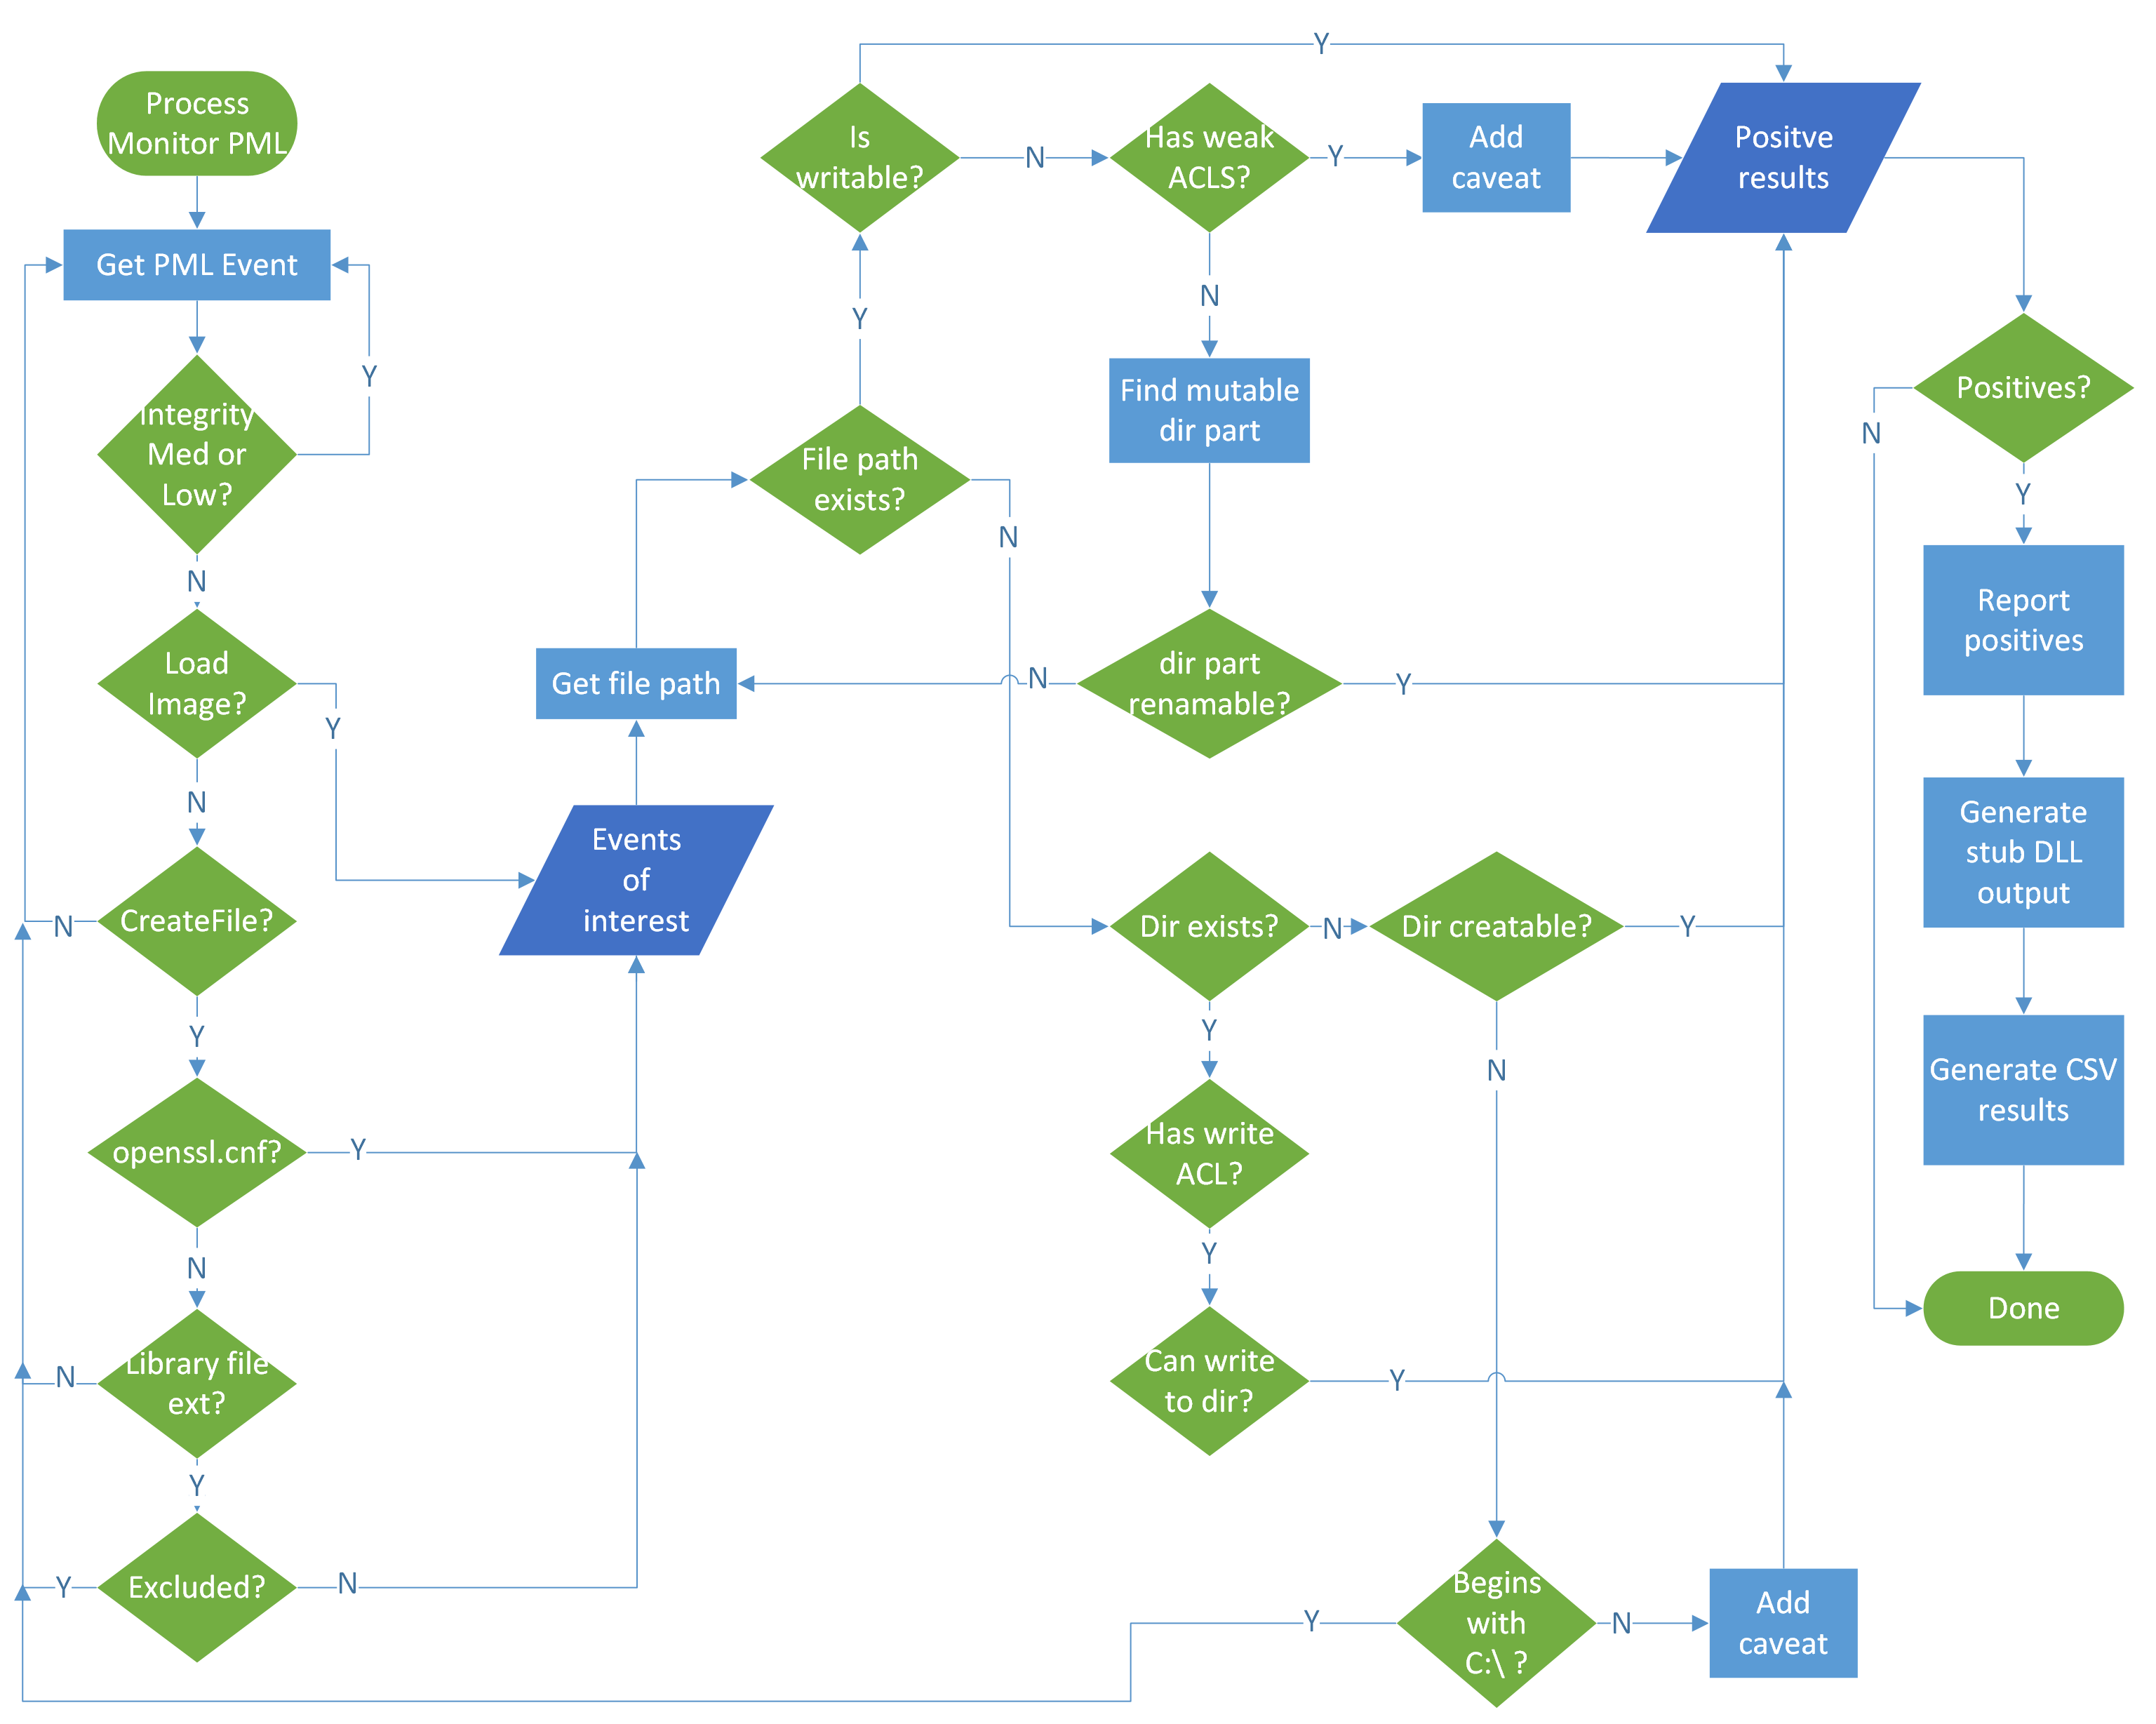 Process
Monitor PML
Get PML Event
Y
Integrity
Med or
Low?
N
Load
Image?
Y
N
CreateFile?
N
Y
openssl.cnf?
Y
N
Library file
ext?
N
Y
Excluded?
Y
N
Events
of
interest
Get file path
File path
exists?
Y
N
Is
writable?
Y
N
Has weak
ACLS?
Y
N
Add
caveat
Positve
results
Find mutable
dir part
dir part
renamable?
N
Y
Dir exists?
N
Y
Dir creatable?
Y
N
Has write
ACL?
Y
Can write
to dir?
Y
Begins
with
C:\ ?
Y
N
Add
caveat
Positives?
N
Y
Report
positives
Generate
stub DLL
output
Generate CSV
results
Done